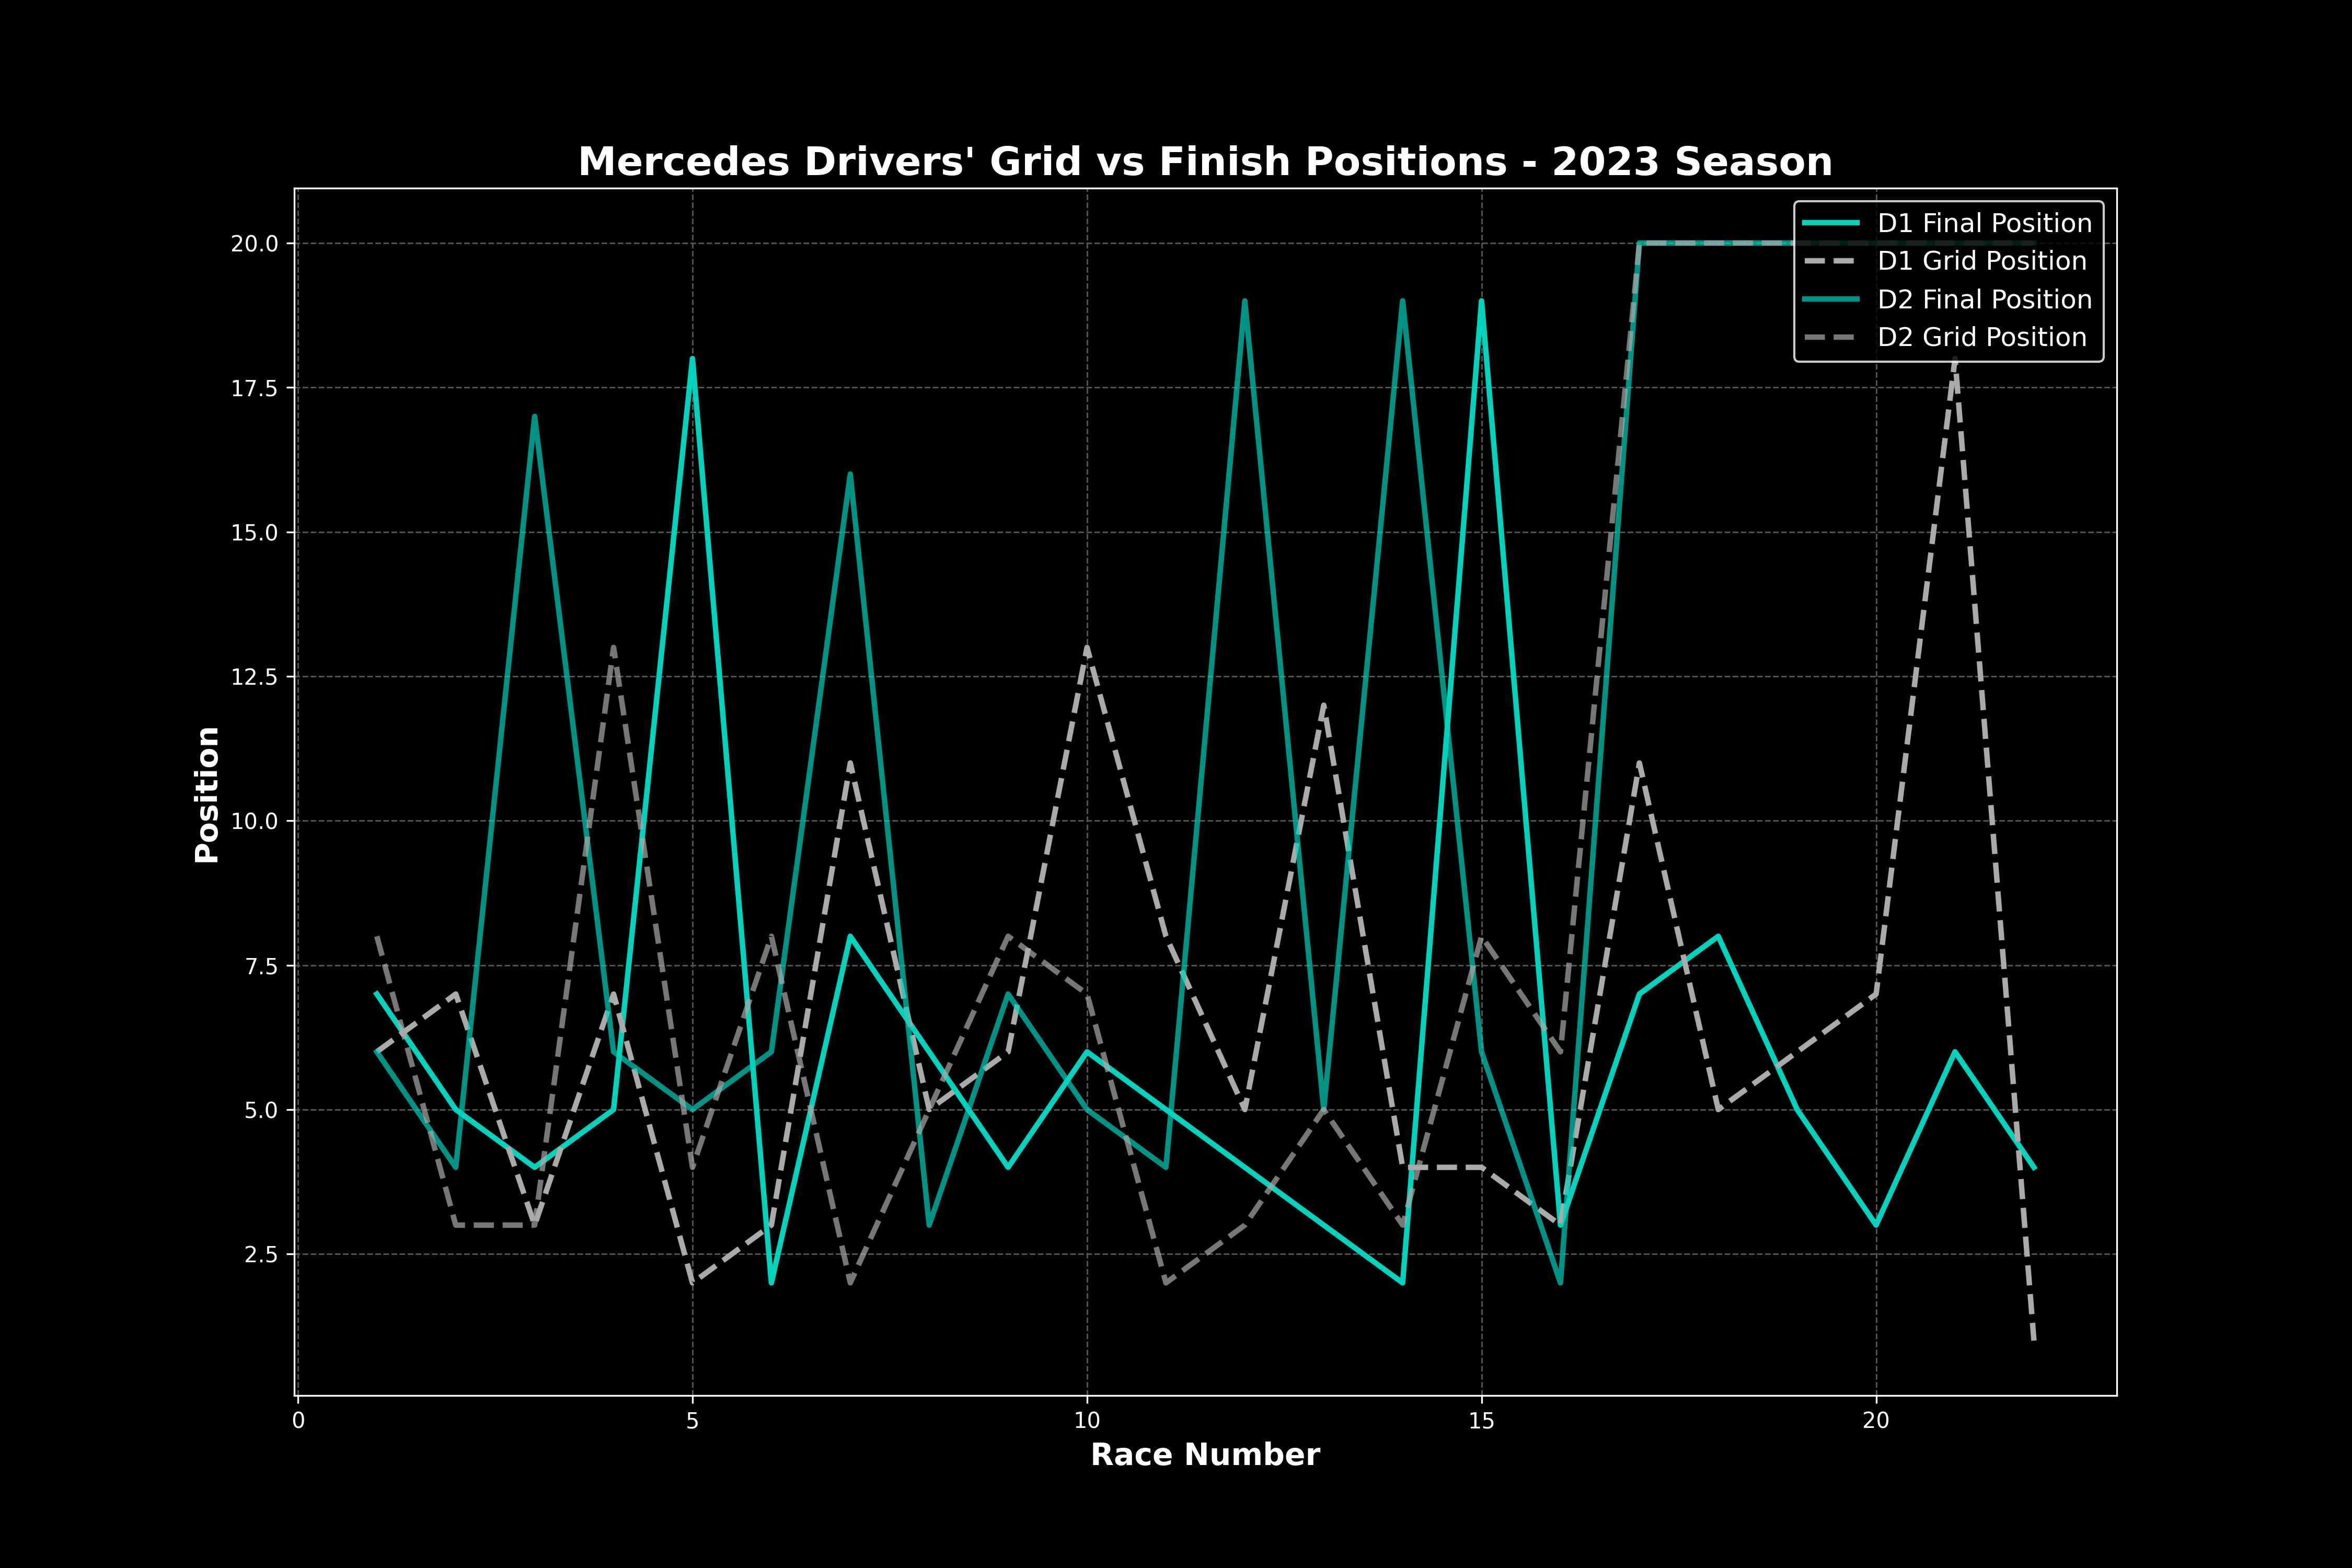 Mercedes Drivers' Grid vs Finish Positions - 2023 Season
D1 Final Position
D1 Grid Position
D2 Final Position
D2 Grid Position
20.0
17.5
15.0
12.5
10.0
7.5
5.0
2.5
Position
0
5
10
15
20
Race Number